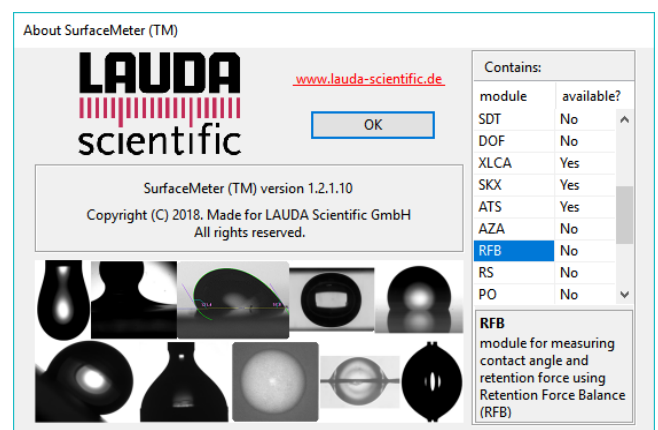 About SurfaceMeter (TM)
LAUDA
scientific
www.lauda-scientific.de
OK
SurfaceMeter (TM) version 1.2.1.10
Copyright (C) 2018. Made for LAUDA Scientific GmbH
All rights reserved.
Contains:
module available?
SDT No
DOF No
XLCA Yes
SKX Yes
ATS Yes
AZA No
RFB No
RS No
PO No
RFB
module for measuring
contact angle and
retention force using
Retention Force Balance
(RFB)